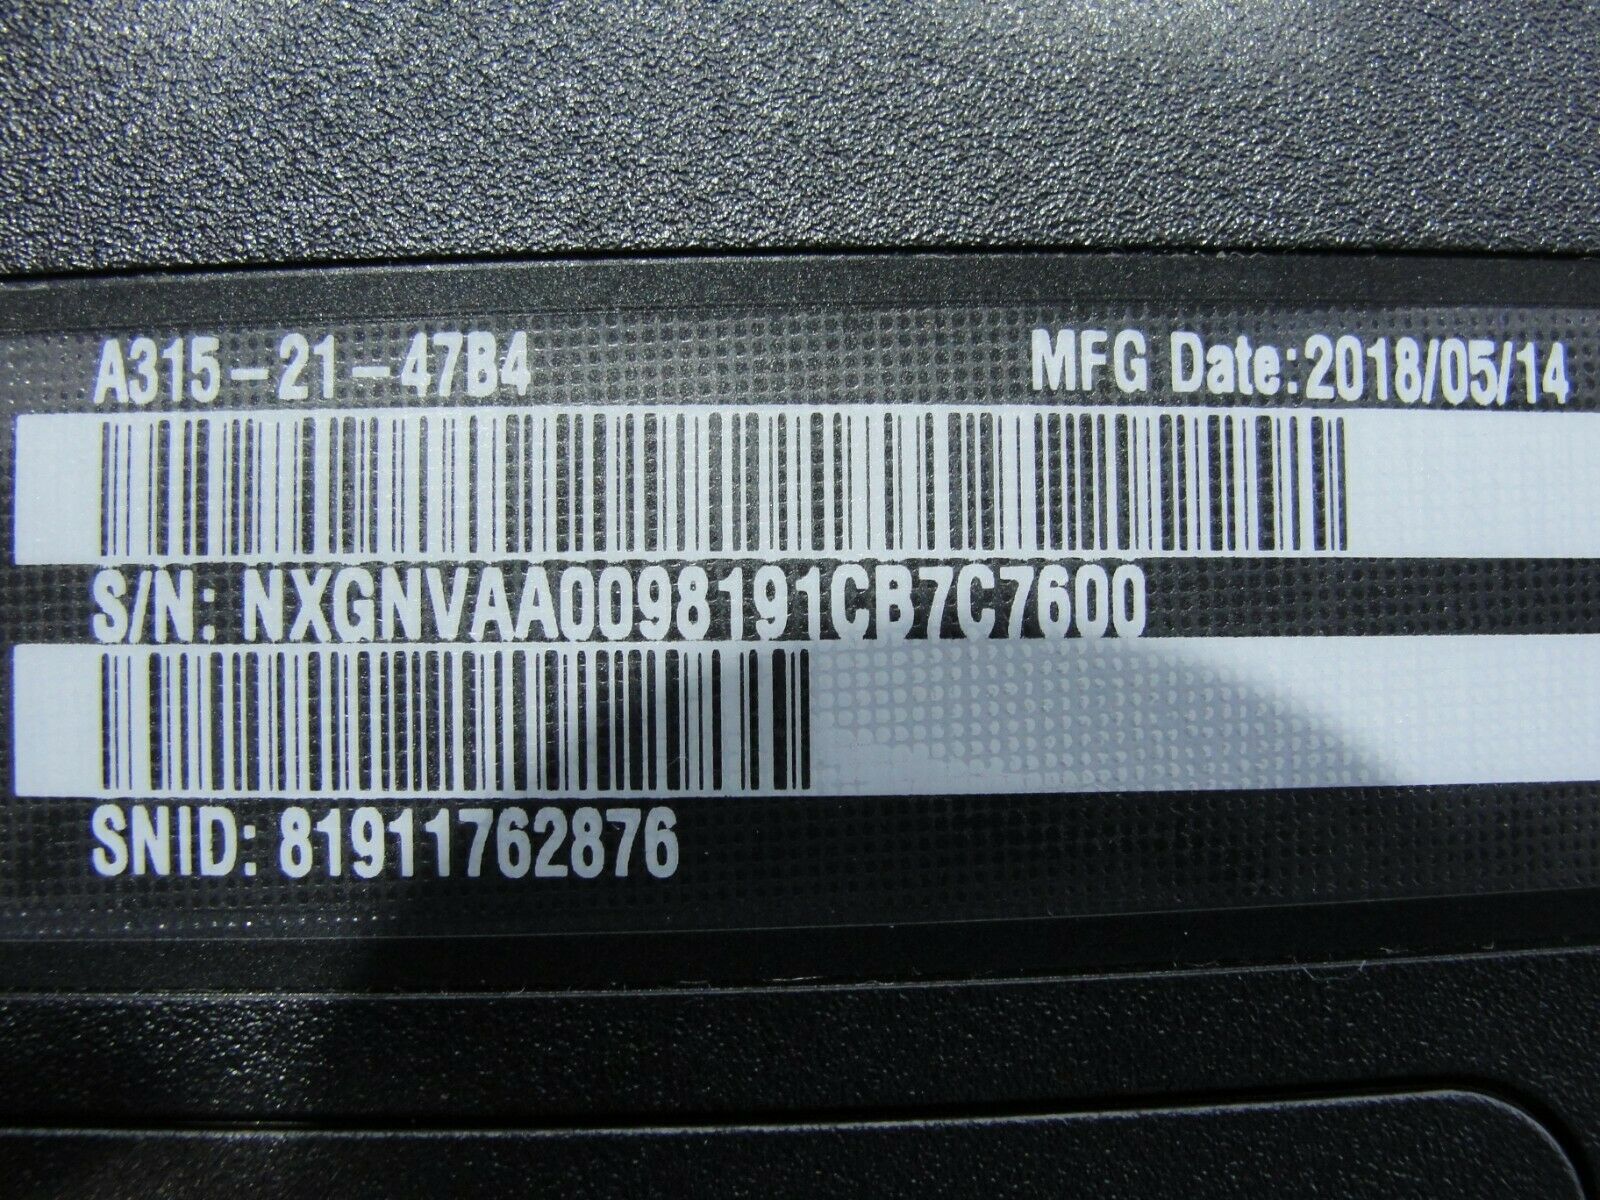 A315-21-47B4 MFG Date:2018/05/14
S/N: NXGNVAA0098191CB7C7600
SNID: 81911762876